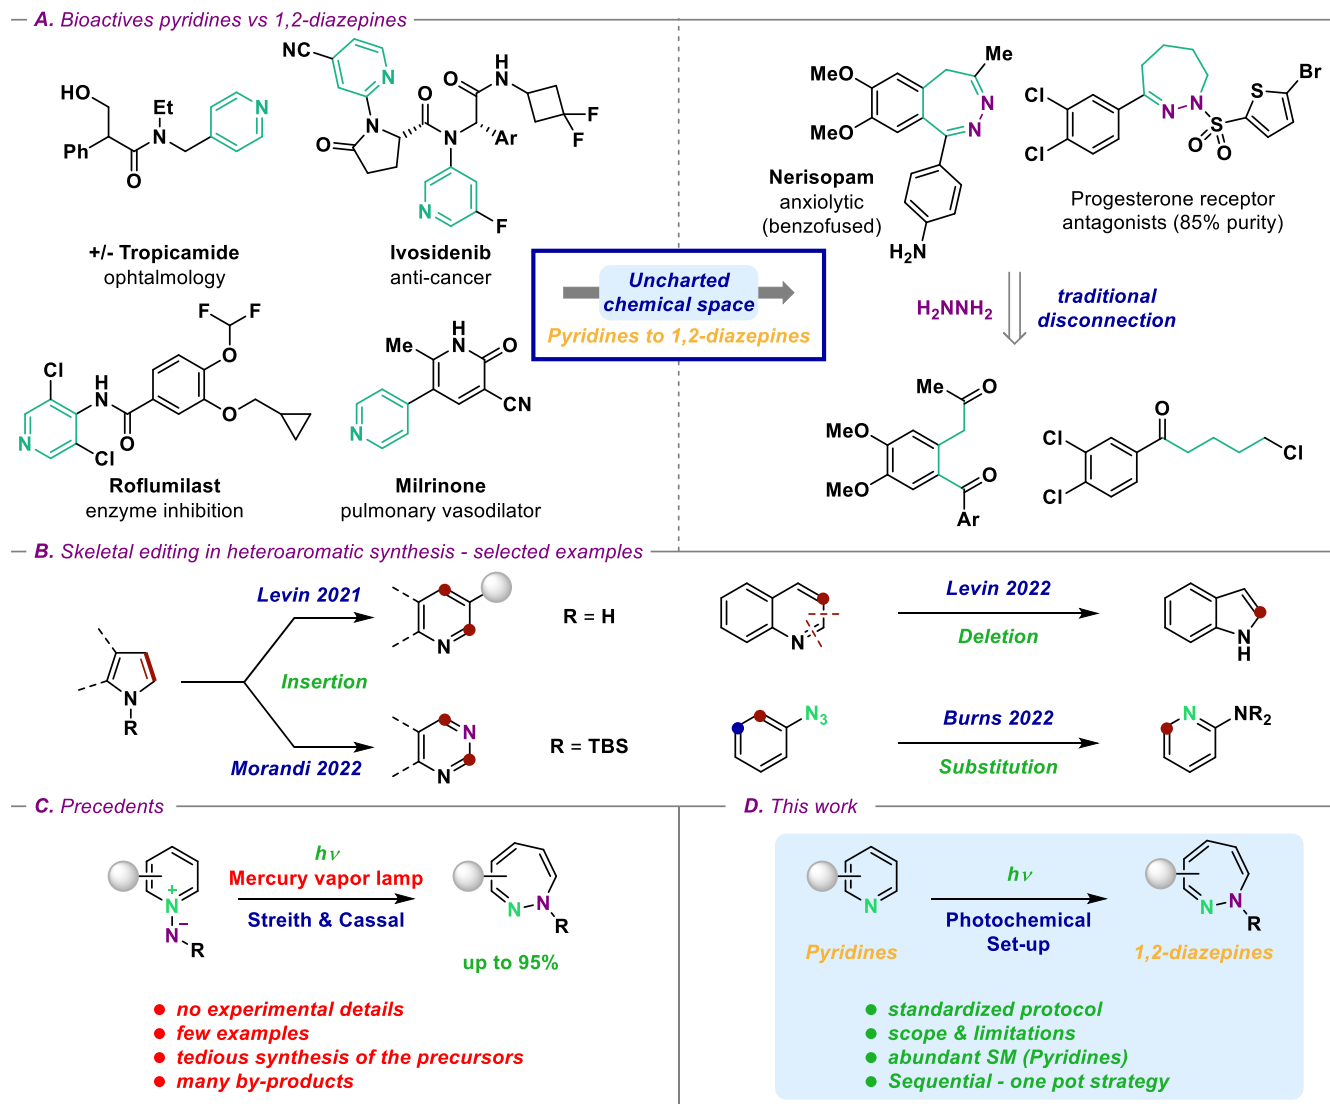 A. Bioactives pyridines vs 1,2-diazepines
HO
Ph
Et
N
O
N
+/- Tropicamide
ophtalmology
NC
N
O
N
O
N
O
H
N
Ar
F
F
N
F
Ivosidenib
anti-cancer
F
F
O
O
Cl
H
N
O
N
Cl
Roflumilast
enzyme inhibition
H
N
Me
O
CN
N
Milrinone
pulmonary vasodilator
Uncharted
chemical space
Pyridines to 1,2-diazepines
Me
MeO
MeO
N
N
H2N
Nerisopam
anxiolytic
(benzofused)
Cl
Cl
N
N
S
O
O
S
Br
Progesterone receptor
antagonists (85% purity)
H2NNH2
traditional
disconnection
Me
O
MeO
MeO
O
Ar
Cl
Cl
O
Cl
B. Skeletal editing in heteroaromatic synthesis - selected examples
N
R
Levin 2021
Insertion
Morandi 2022
N
R = H
N
N
R = TBS
N
Levin 2022
Deletion
N
H
N3
Burns 2022
Substitution
N
NR2
C. Precedents
+
N
−
N
R
hν
Mercury vapor lamp
Streith & Cassal
N
N
R
up to 95%
no experimental details
few examples
tedious synthesis of the precursors
many by-products
D. This work
N
Pyridines
hν
Photochemical
Set-up
N
N
R
1,2-diazepines
standardized protocol
scope & limitations
abundant SM (Pyridines)
Sequential - one pot strategy